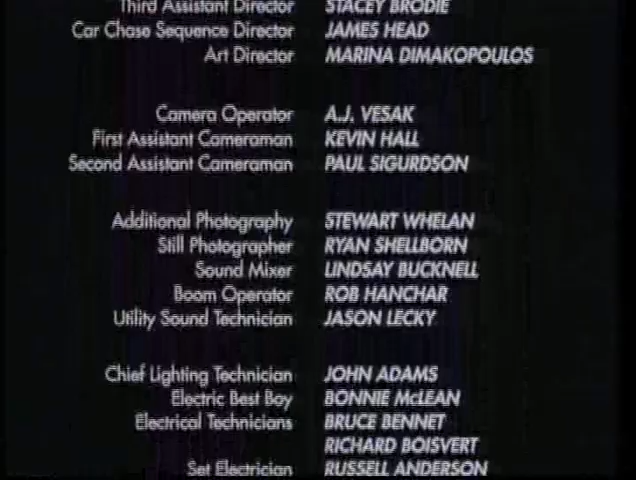 Third Assistant Director STACEY BRODIE
Car Chase Sequence Director JAMES HEAD
Art Director MARINA DIMAKOPOULOS
Camera Operator A.J. VESAK
First Assistant Cameraman KEVIN HALL
Second Assistant Cameraman PAUL SIGURDSON
Additional Photography STEWART WHELAN
Still Photographer RYAN SHELLBORN
Sound Mixer LINDSAY BUCKNELL
Boom Operator ROB HANCHAR
Utility Sound Technician JASON LECKY
Chief Lighting Technician JOHN ADAMS
Electric Best Boy BONNIE McLEAN
Electrical Technicians BRUCE BENNET
RICHARD BOISVERT
Set Electrician RUSSELL ANDERSON